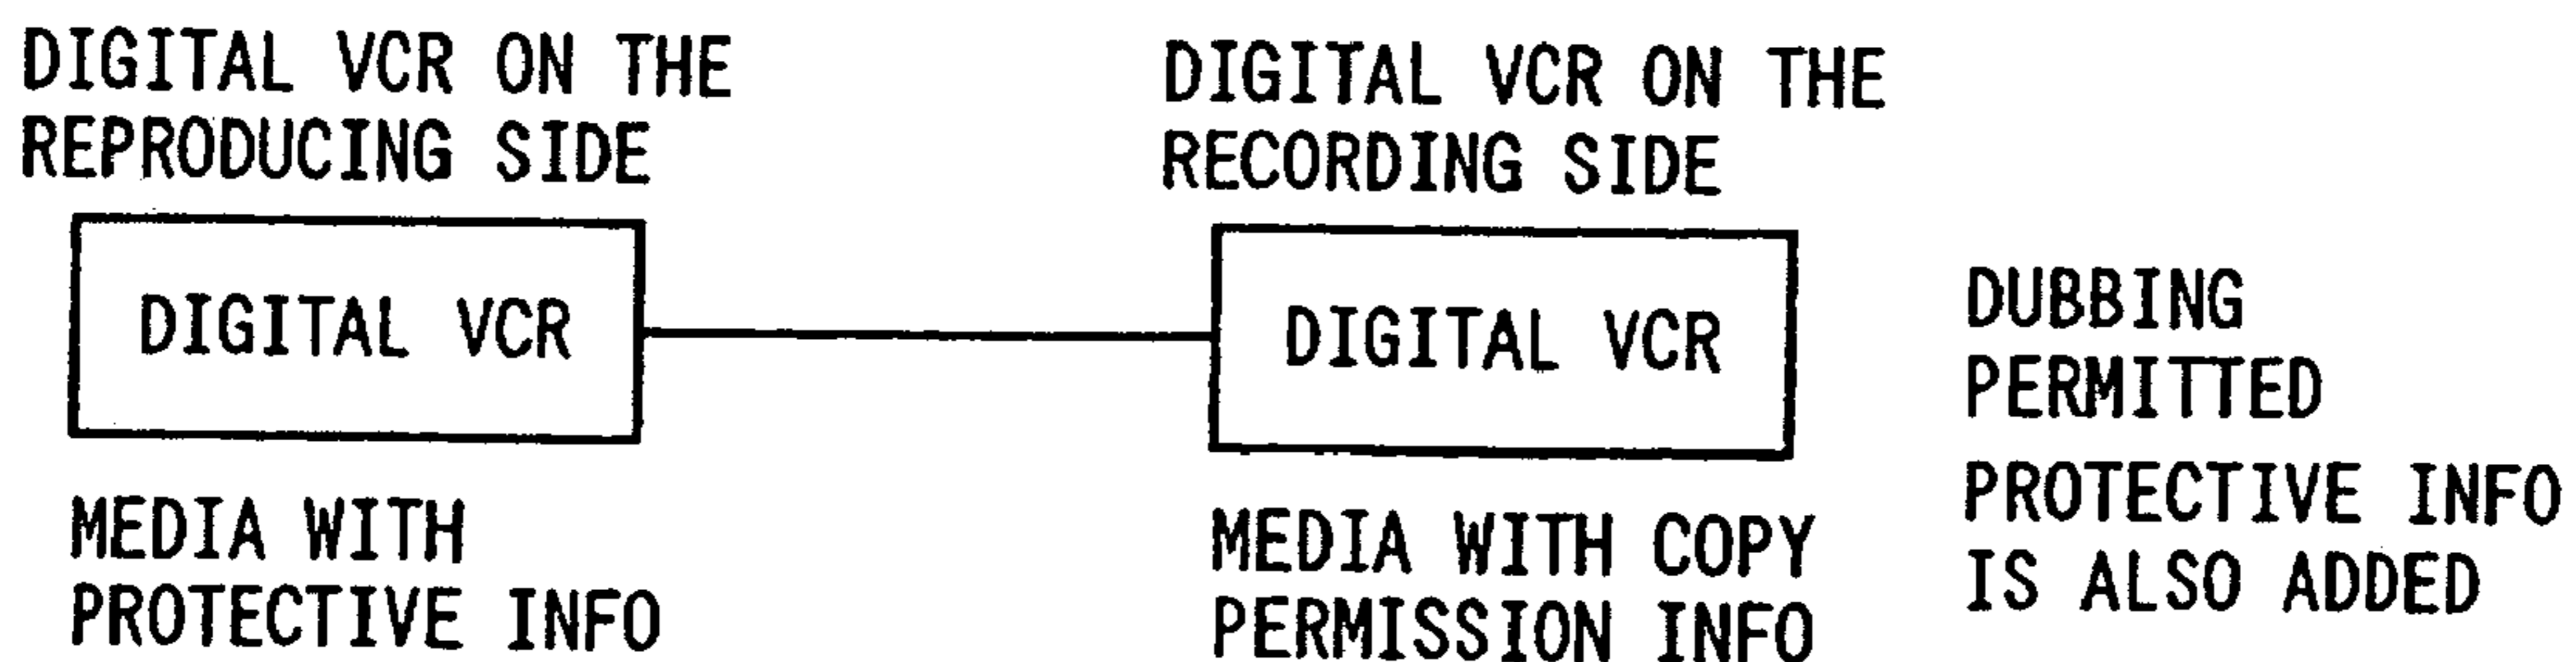 DIGITAL VCR ON THE
REPRODUCING SIDE
DIGITAL VCR
MEDIA WITH
PROTECTIVE INFO
DIGITAL VCR ON THE
RECORDING SIDE
DIGITAL VCR
MEDIA WITH COPY
PERMISSION INFO
DUBBING
PERMITTED
PROTECTIVE INFO
IS ALSO ADDED